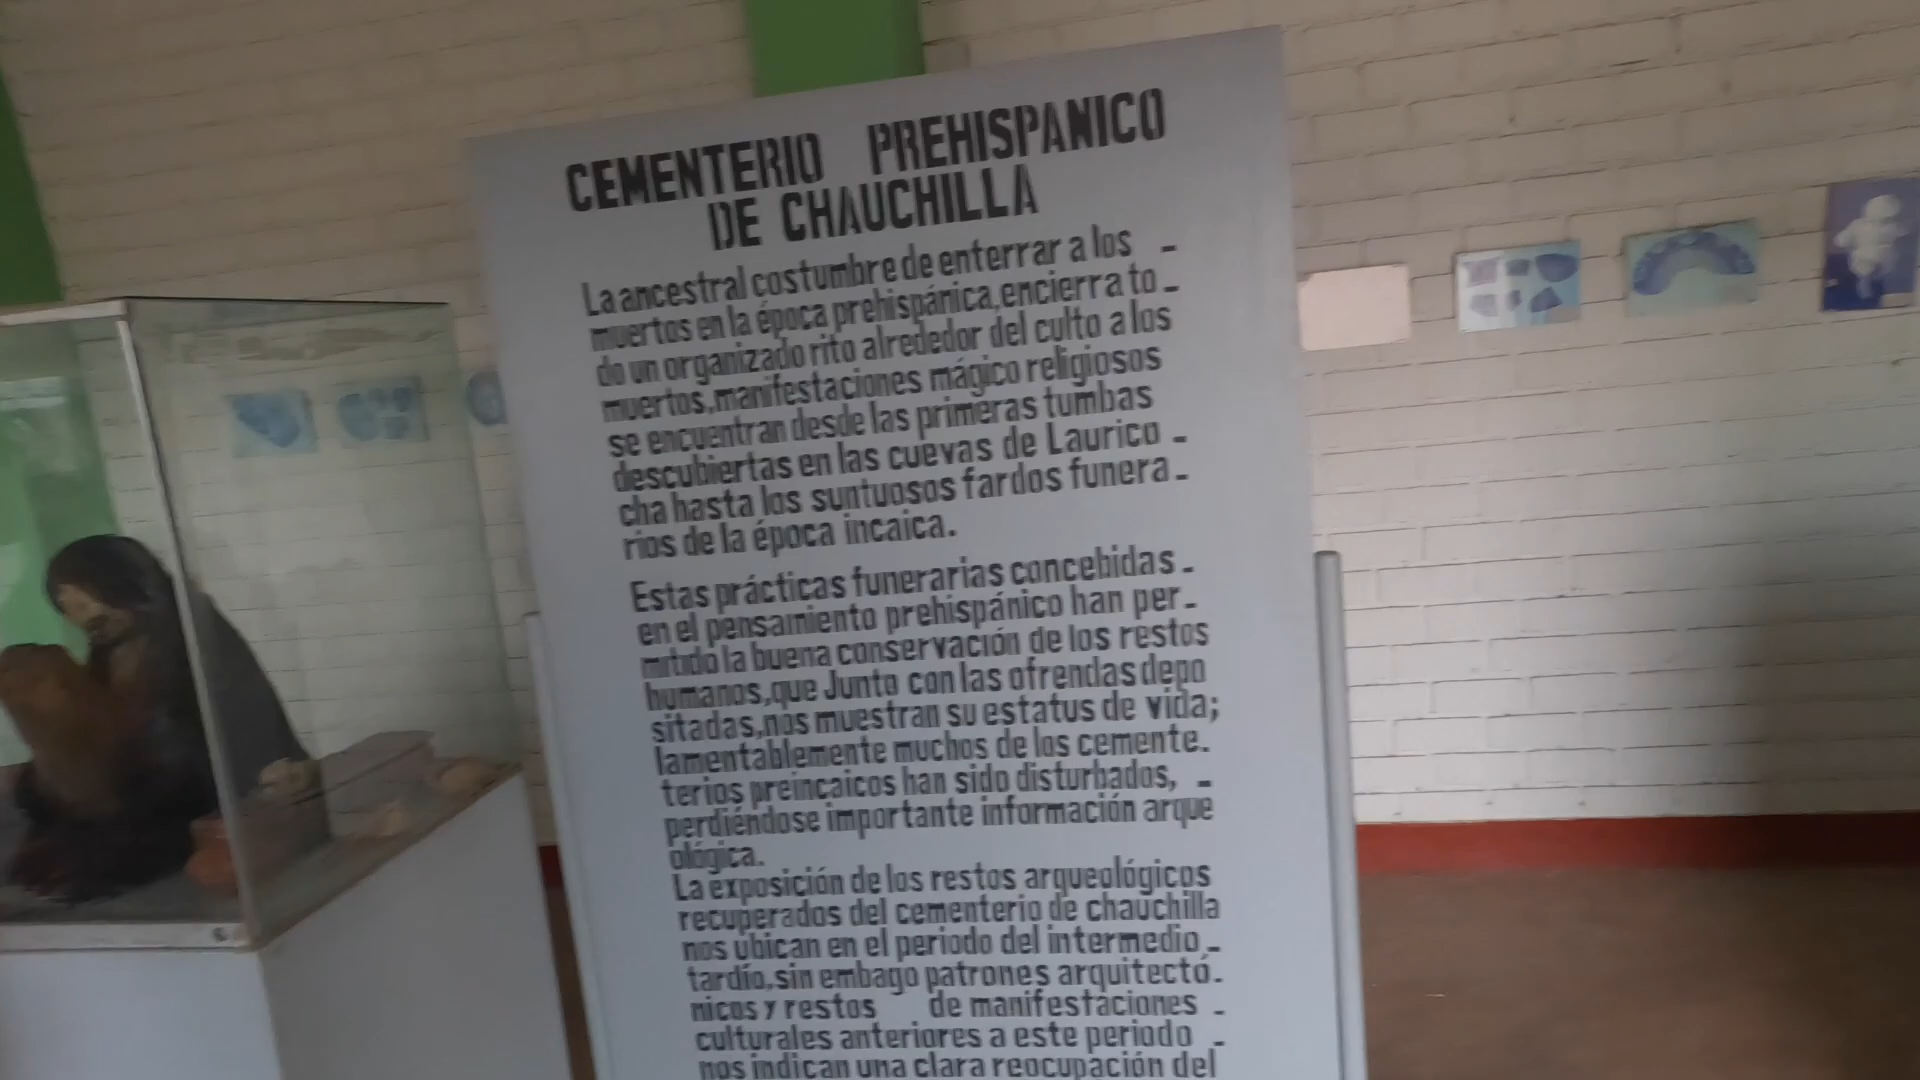 CEMENTERIO PREHISPANICO
DE CHAUCHILLA
La ancestral costumbre de enterrar a los -
muertos en la época prehispánica,encierra to -
do un organizado rito alrededor del culto a los
muertos,manifestaciones mágico religiosos
se encuentran desde las primeras tumbas
descubiertas en las cuevas de Laurico -
cha hasta los suntuosos fardos funera -
rios de la época incaica.
Estas prácticas funerarias concebidas -
en el pensamiento prehispánico han per -
mitido la buena conservación de los restos
humanos,que Junto con las ofrendas depo
sitadas,nos muestran su estatus de vida;
lamentablemente muchos de los cemente.
terios preincaicos han sido disturbados, -
perdiéndose importante información arque
ológica.
La exposición de los restos arqueológicos
recuperados del cementerio de chauchilla
nos ubican en el periodo del intermedio -
tardío,sin embago patrones arquitectó.
nicos y restos de manifestaciones -
culturales anteriores a este periodo -
nos indican una clara reocupación del